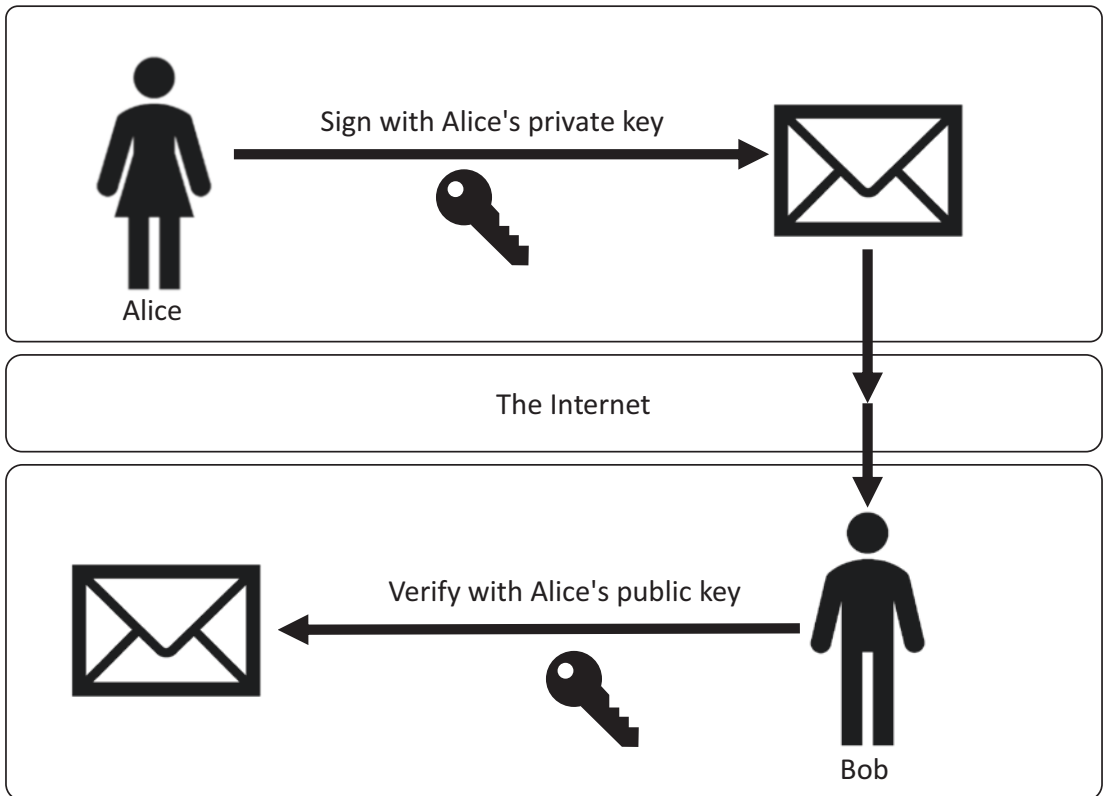 Sign with Alice's private key
Alice
The Internet
Verify with Alice's public key
Bob